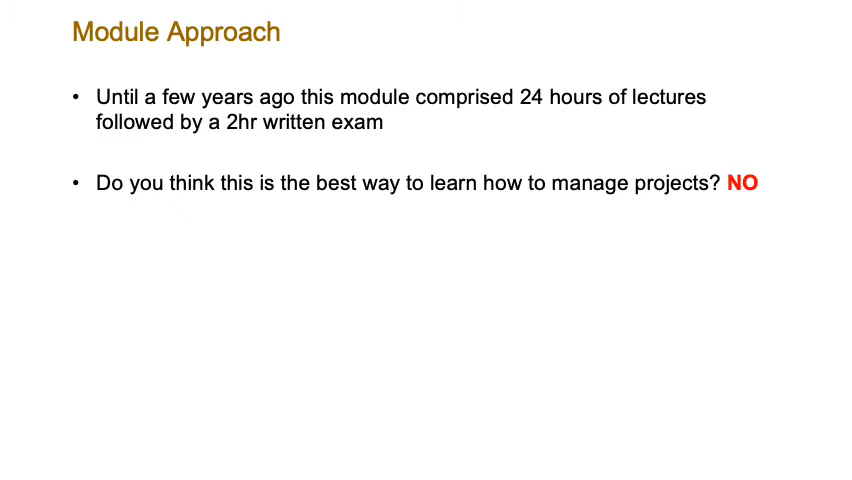 Module Approach
• Until a few years ago this module comprised 24 hours of lectures
followed by a 2hr written exam
• Do you think this is the best way to learn how to manage projects? NO